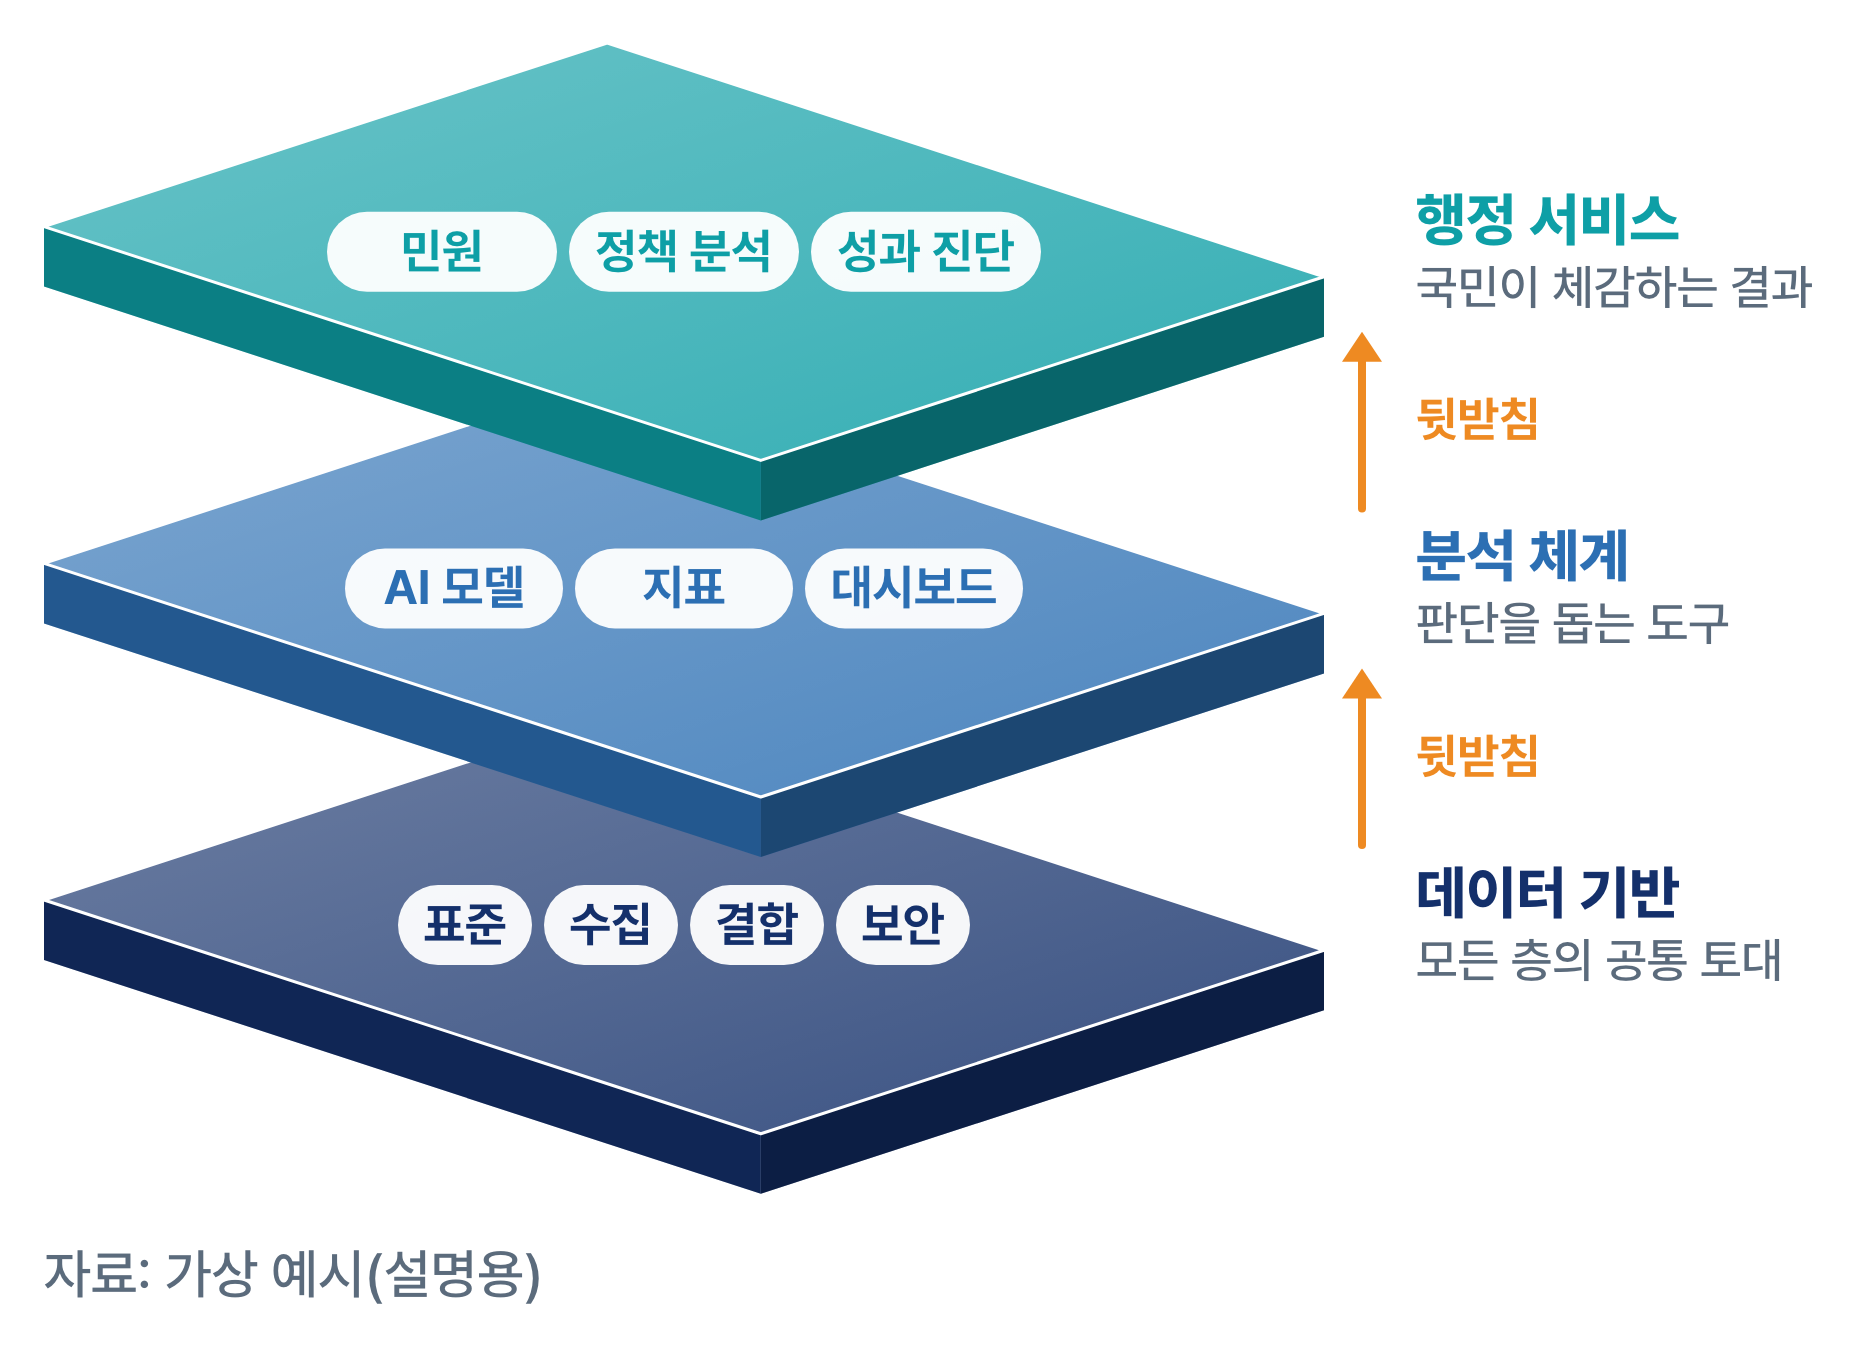 민원 정책 분석 성과 진단
행정 서비스
국민이 체감하는 결과
뒷받침
AI 모델 지표 대시보드
분석 체계
판단을 돕는 도구
뒷받침
표준 수집 결합 보안
데이터 기반
모든 층의 공통 토대
자료: 가상 예시(설명용)